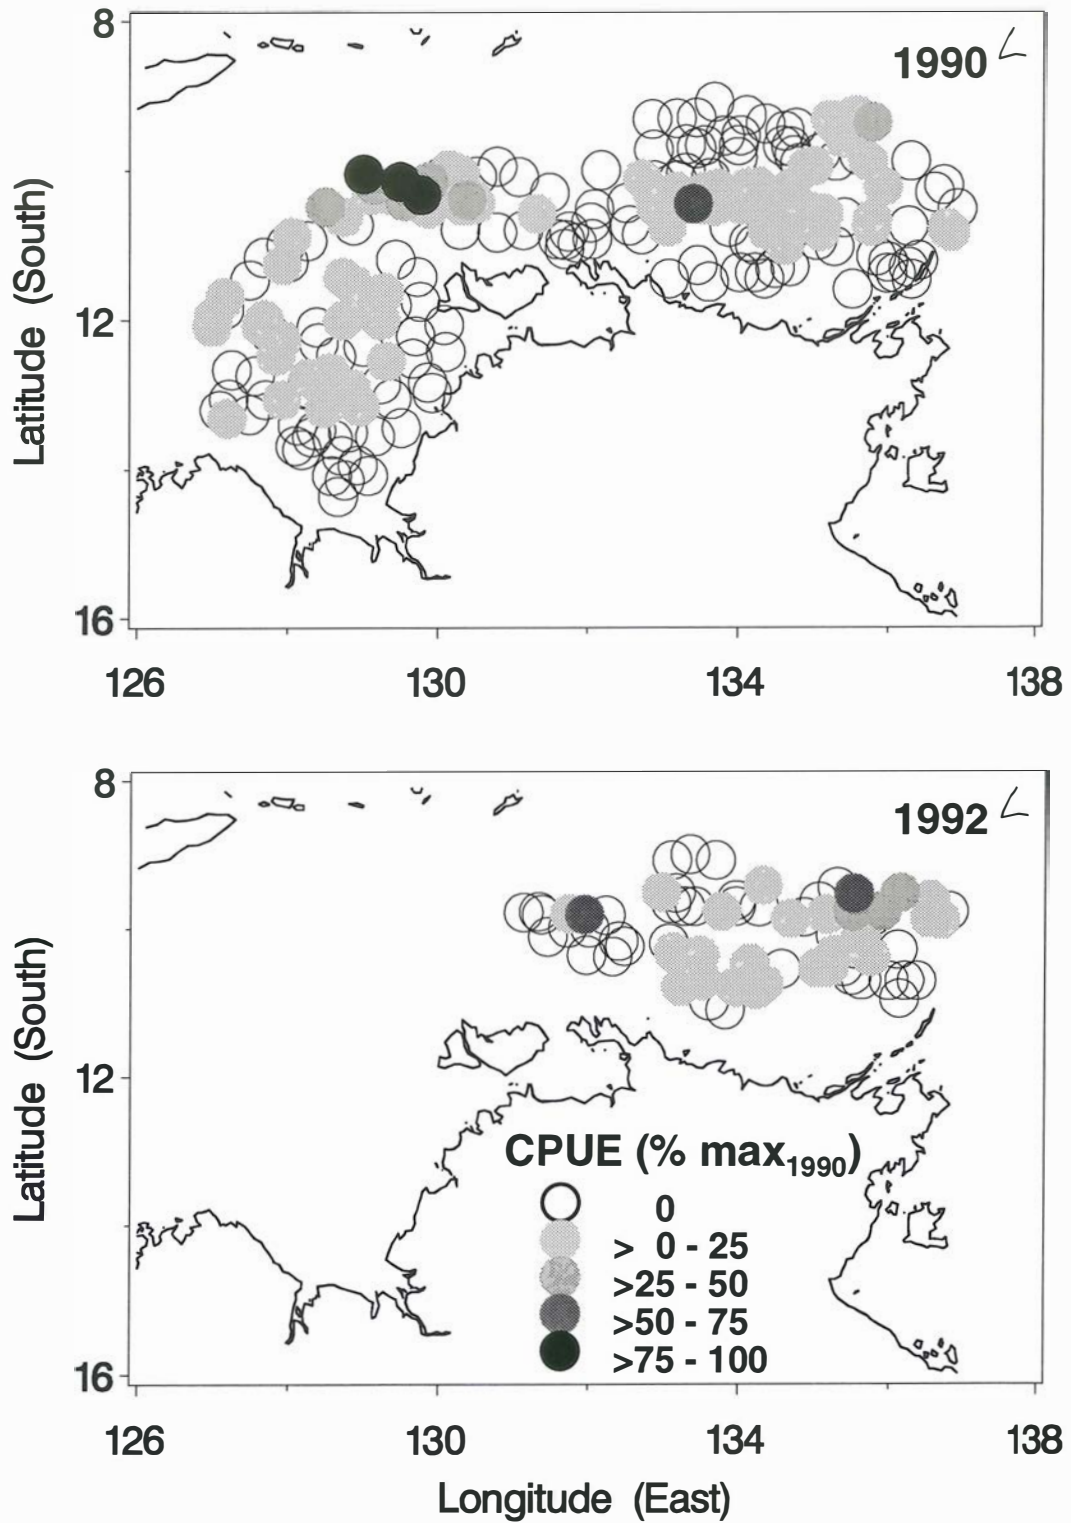 8
1990
Latitude (South)
12
16
126 130 134 138
8
1992
Latitude (South)
12
CPUE (% max1990)
0
> 0 - 25
>25 - 50
>50 - 75
>75 - 100
16
126 130 134 138
Longitude (East)